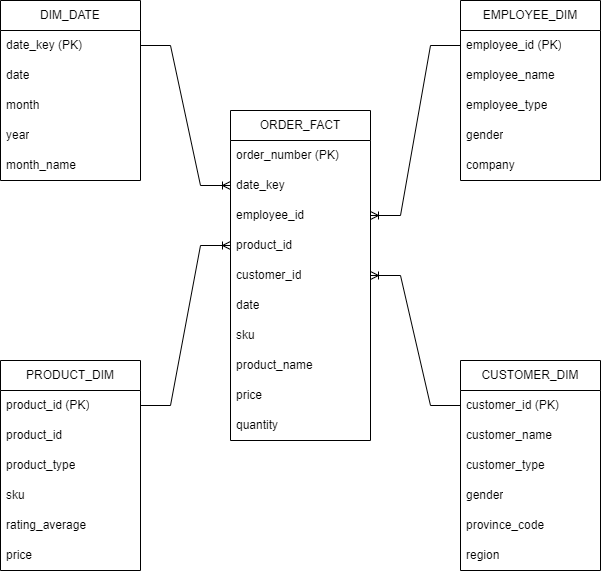 DIM_DATE
date_key (PK)
date
month
year
month_name
EMPLOYEE_DIM
employee_id (PK)
employee_name
employee_type
gender
company
ORDER_FACT
order_number (PK)
date_key
employee_id
product_id
customer_id
date
sku
product_name
price
quantity
PRODUCT_DIM
product_id (PK)
product_id
product_type
sku
rating_average
price
CUSTOMER_DIM
customer_id (PK)
customer_name
customer_type
gender
province_code
region